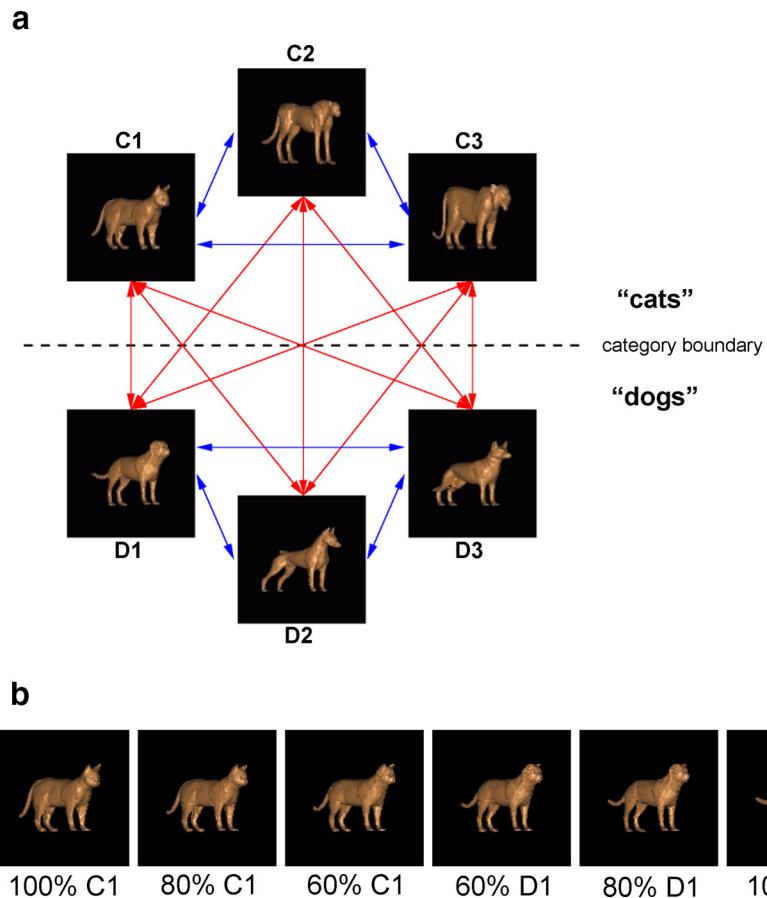 a
C2
C1
C3
“cats”
category boundary
“dogs”
D1
D3
D2
b
100% C1
80% C1
60% C1
60% D1
80% D1